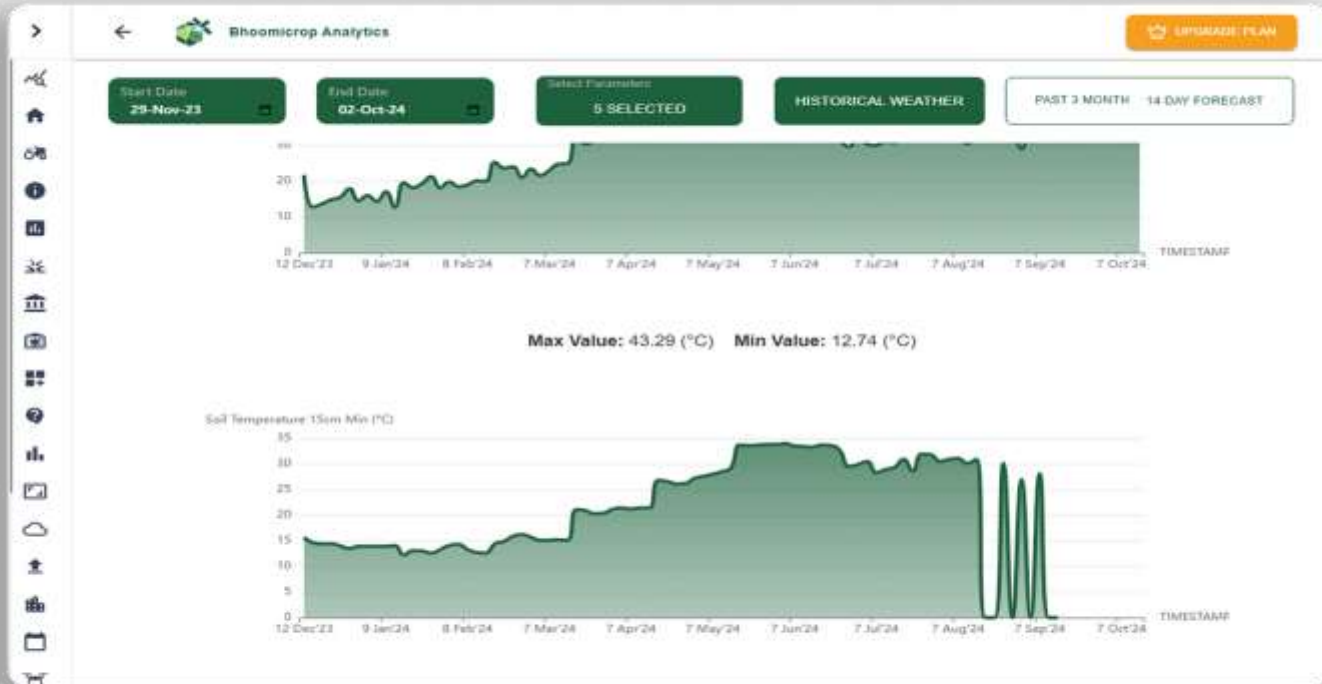 Bhoomicrop Analytics
UPGRADE PLAN
Start Date
29-Nov-23
End Date
02-Oct-24
Select Parameters
5 SELECTED
HISTORICAL WEATHER
PAST 3 MONTH
14 DAY FORECAST
20
10
0
12 Dec'23 9 Jan'24 8 Feb'24 7 Mar'24 7 Apr'24 7 May'24 7 Jun'24 7 Jul'24 7 Aug'24 7 Sep'24 7 Oct'24
TIMESTAMP
Max Value: 43.29 (°C) Min Value: 12.74 (°C)
Soil Temperature 15cm Min (°C)
35
30
25
20
15
10
5
0
12 Dec'23 9 Jan'24 8 Feb'24 7 Mar'24 7 Apr'24 7 May'24 7 Jun'24 7 Jul'24 7 Aug'24 7 Sep'24 7 Oct'24
TIMESTAMP